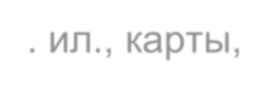 . ил., карты,